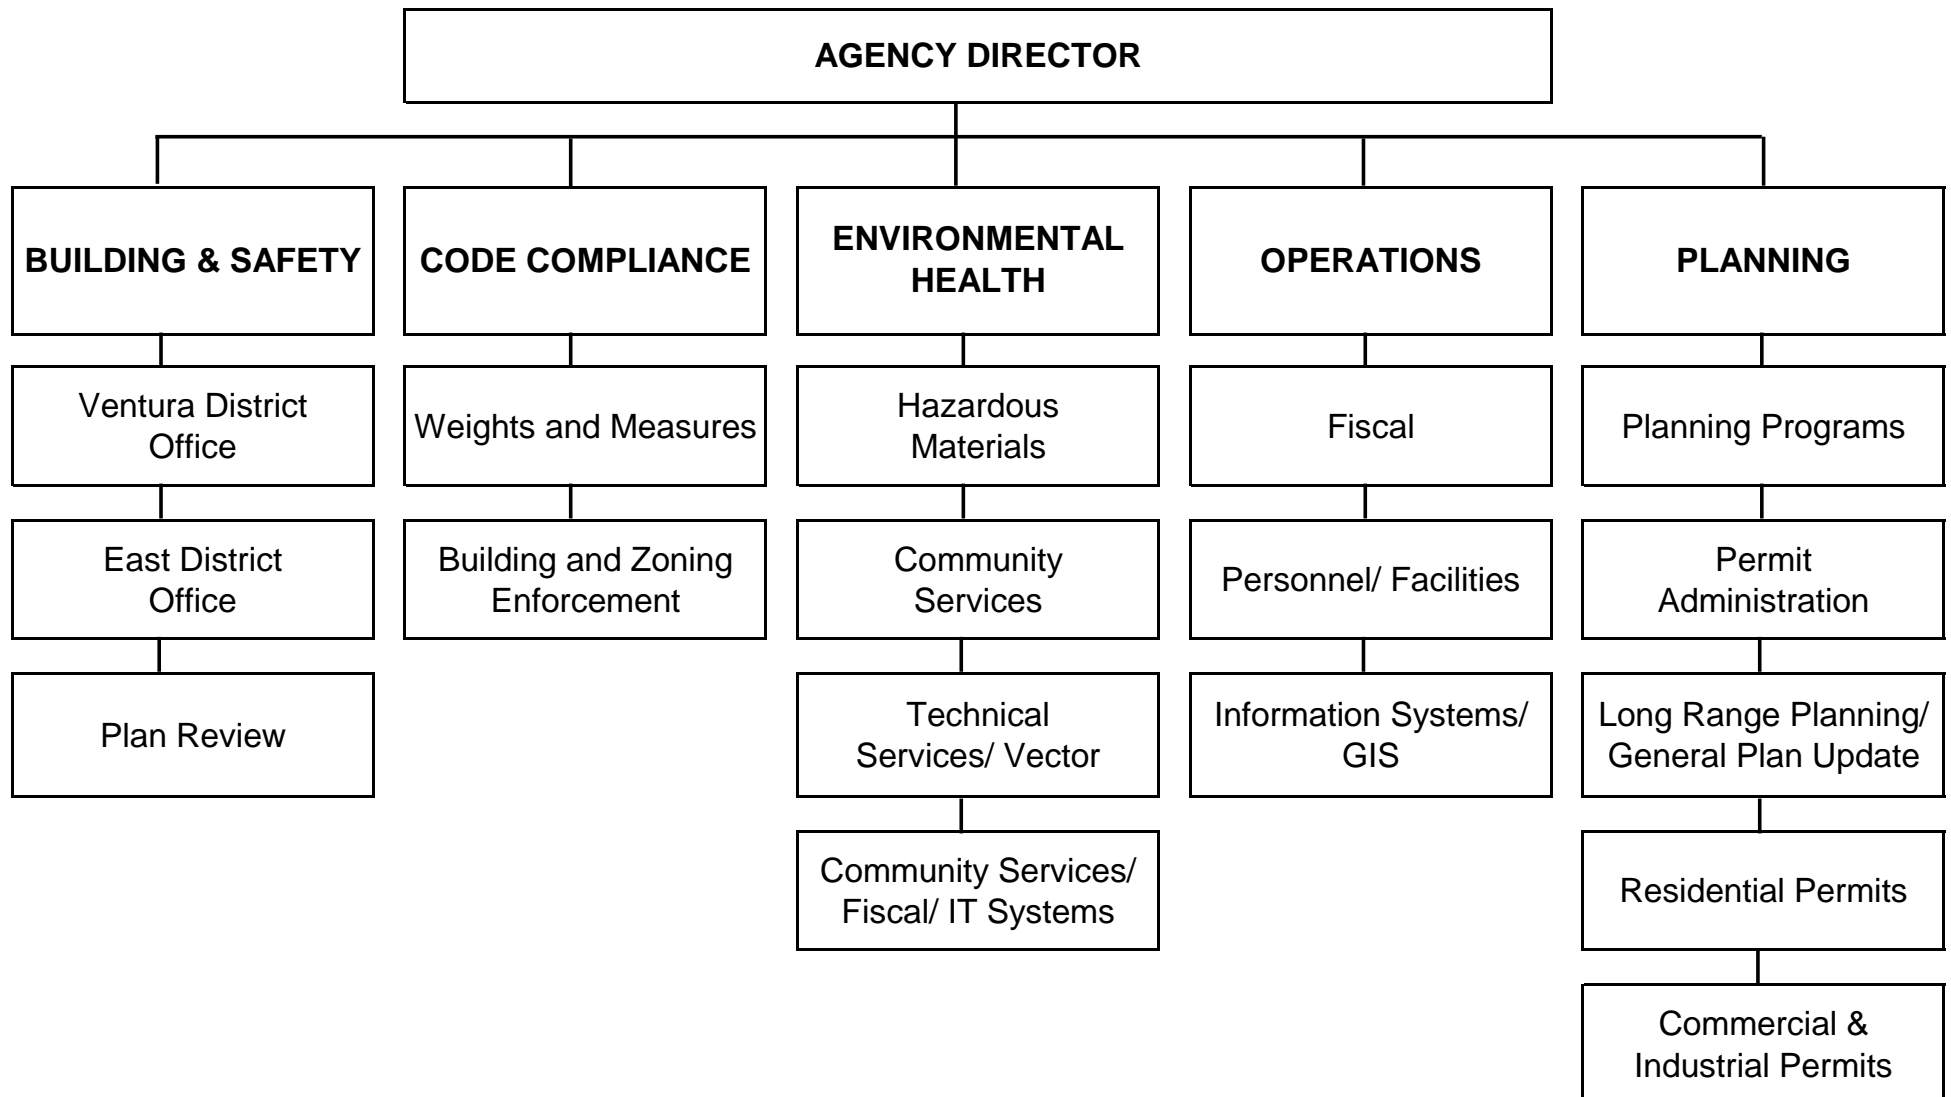 AGENCY DIRECTOR
BUILDING & SAFETY
CODE COMPLIANCE
ENVIRONMENTAL
HEALTH
OPERATIONS
PLANNING
Ventura District
Office
Weights and Measures
Hazardous
Materials
Fiscal
Planning Programs
East District
Office
Building and Zoning
Enforcement
Community
Services
Personnel/ Facilities
Permit
Administration
Plan Review
Technical
Services/ Vector
Information Systems/
GIS
Long Range Planning/
General Plan Update
Community Services/
Fiscal/ IT Systems
Residential Permits
Commercial &
Industrial Permits